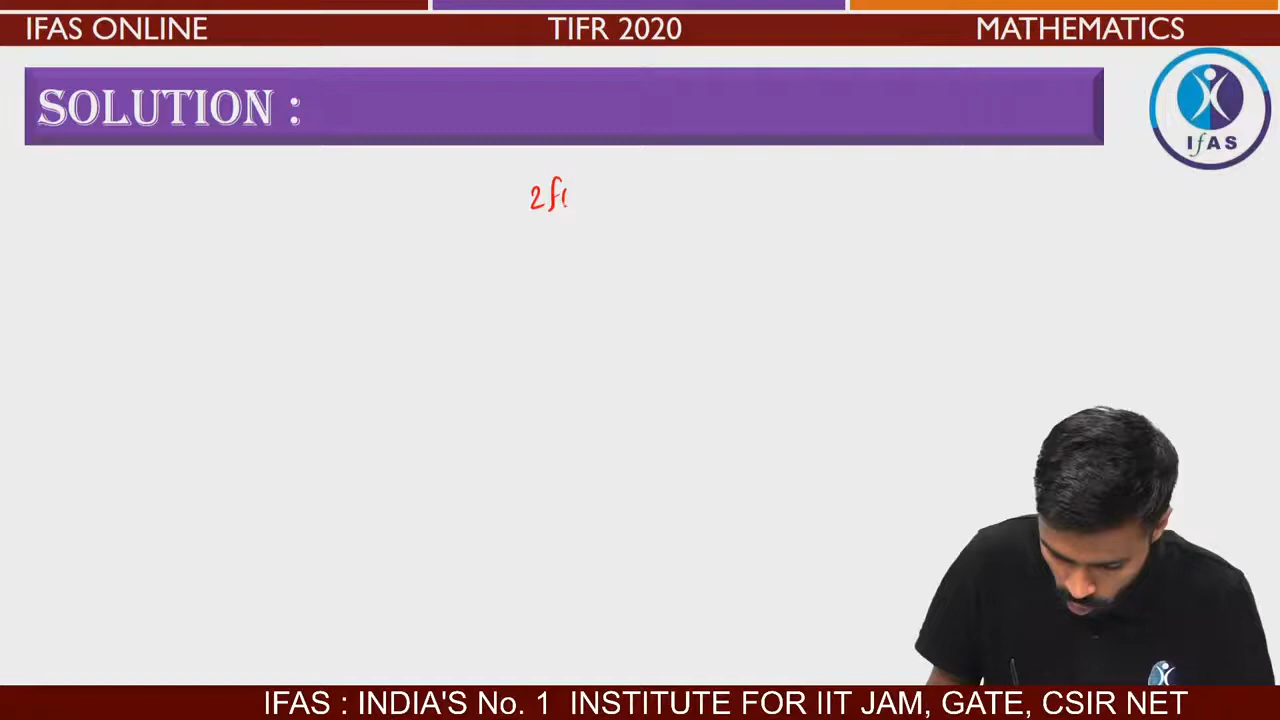 IFAS ONLINE TIFR 2020 MATHEMATICS
SOLUTION :
IfAS
2f(
IFAS : INDIA'S No. 1 INSTITUTE FOR IIT JAM, GATE, CSIR NET